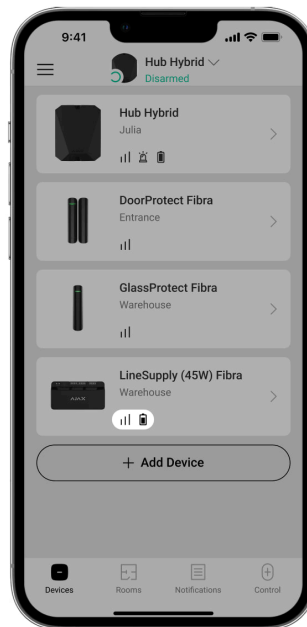 9:41
Hub Hybrid
Disarmed
Hub Hybrid
Julia
DoorProtect Fibra
Entrance
GlassProtect Fibra
Warehouse
LineSupply (45W) Fibra
Warehouse
AJAX
+ Add Device
Devices Rooms Notifications Control